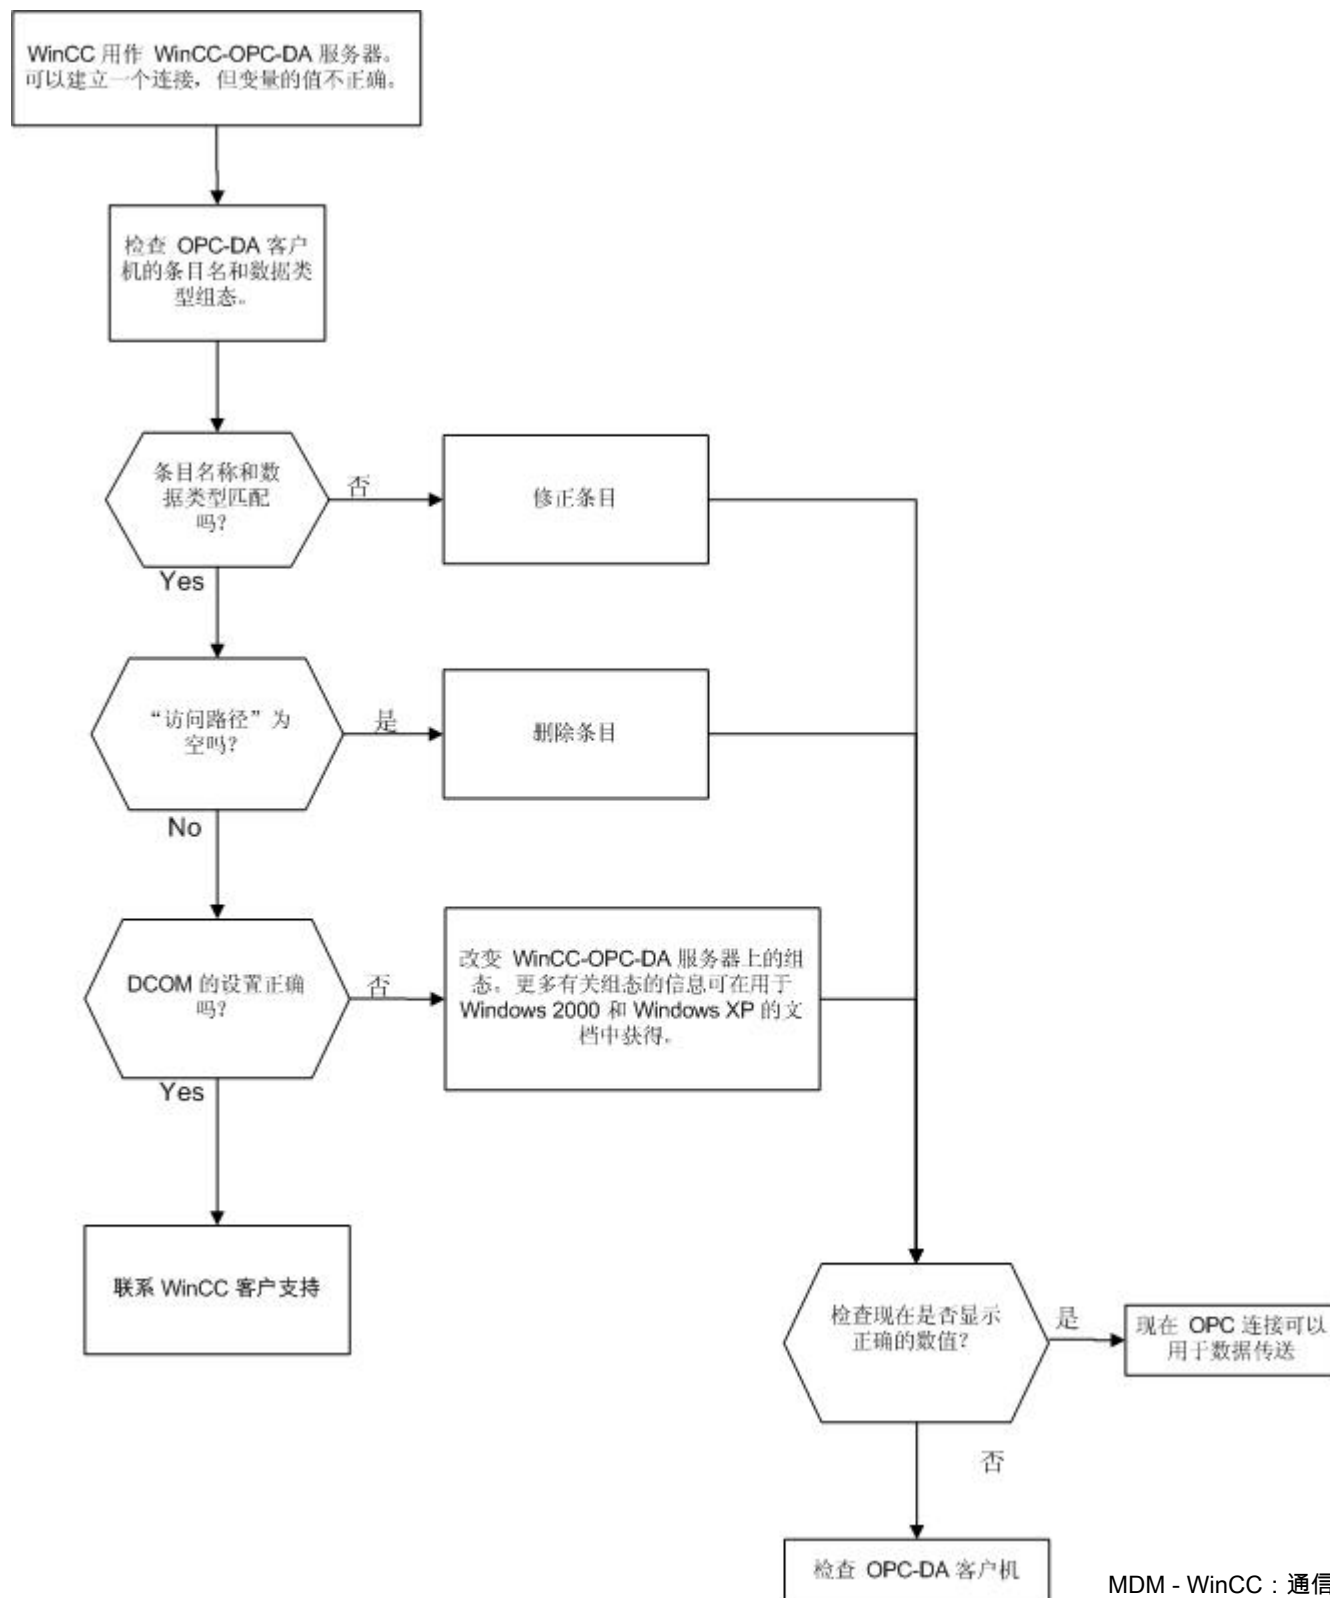 WinCC 用作 WinCC-OPC-DA 服务器。
可以建立一个连接，但变量的值不正确。
检查 OPC-DA 客户
机的条目名和数据类
型组态。
条目名称和数
据类型匹配
吗？
否
修正条目
Yes
“访问路径”为
空吗？
是
删除条目
No
DCOM 的设置正确
吗？
否
改变 WinCC-OPC-DA 服务器上的组
态。更多有关组态的信息可在用于
Windows 2000 和 Windows XP 的文
档中获得。
Yes
联系 WinCC 客户支持
检查现在是否显示
正确的数值？
是
现在 OPC 连接可以
用于数据传送
否
检查 OPC-DA 客户机
MDM - WinCC：通信